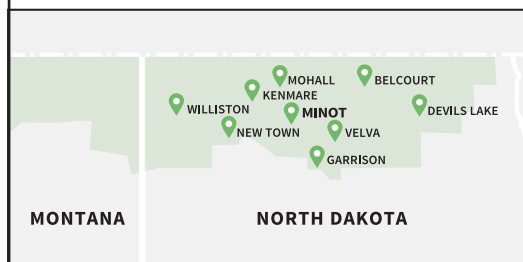 MOHALL
BELCOURT
KENMARE
WILLISTON
MINOT
DEVILS LAKE
NEW TOWN
VELVA
GARRISON
MONTANA
NORTH DAKOTA